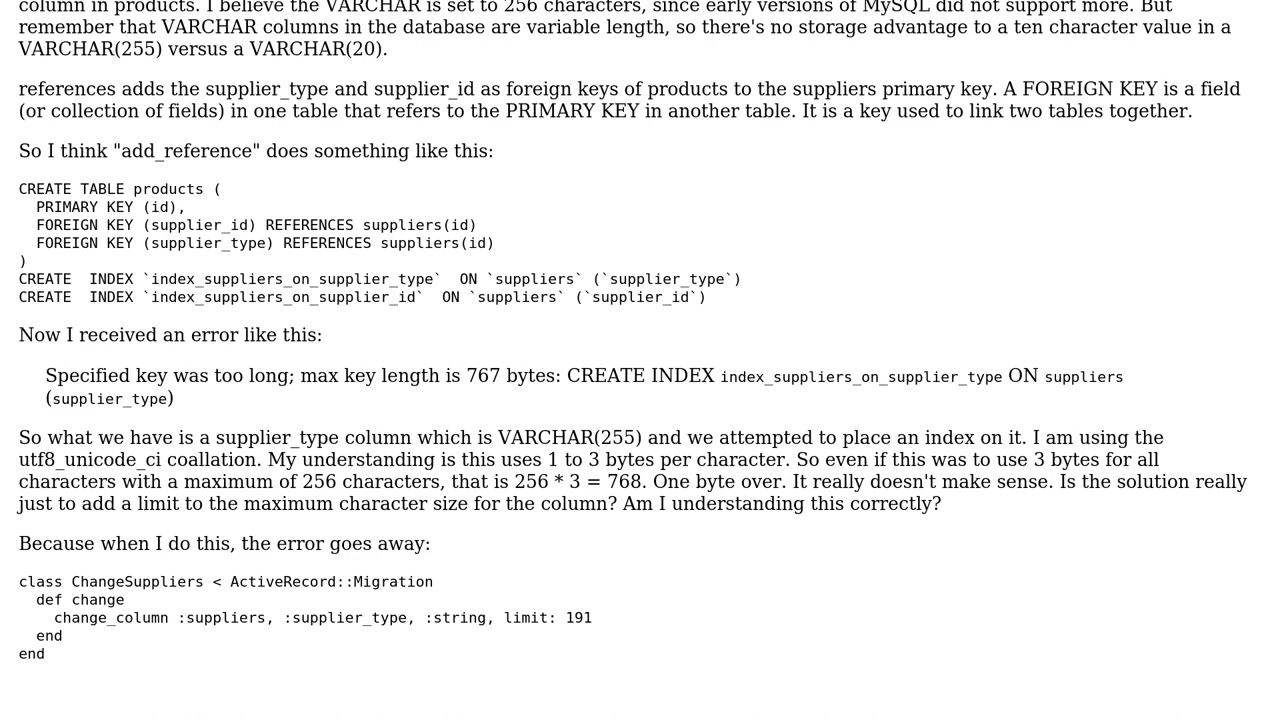 column in products. I believe the VARCHAR is set to 256 characters, since early versions of MySQL did not support more. But
remember that VARCHAR columns in the database are variable length, so there's no storage advantage to a ten character value in a
VARCHAR(255) versus a VARCHAR(20).
references adds the supplier_type and supplier_id as foreign keys of products to the suppliers primary key. A FOREIGN KEY is a field
(or collection of fields) in one table that refers to the PRIMARY KEY in another table. It is a key used to link two tables together.
So I think "add_reference" does something like this:
CREATE TABLE products (
  PRIMARY KEY (id),
  FOREIGN KEY (supplier_id) REFERENCES suppliers(id)
  FOREIGN KEY (supplier_type) REFERENCES suppliers(id)
)
CREATE  INDEX `index_suppliers_on_supplier_type`  ON `suppliers` (`supplier_type`)
CREATE  INDEX `index_suppliers_on_supplier_id`  ON `suppliers` (`supplier_id`)
Now I received an error like this:
Specified key was too long; max key length is 767 bytes: CREATE INDEX index_suppliers_on_supplier_type ON suppliers
(supplier_type)
So what we have is a supplier_type column which is VARCHAR(255) and we attempted to place an index on it. I am using the
utf8_unicode_ci coallation. My understanding is this uses 1 to 3 bytes per character. So even if this was to use 3 bytes for all
characters with a maximum of 256 characters, that is 256 * 3 = 768. One byte over. It really doesn't make sense. Is the solution really
just to add a limit to the maximum character size for the column? Am I understanding this correctly?
Because when I do this, the error goes away:
class ChangeSuppliers < ActiveRecord::Migration
  def change
    change_column :suppliers, :supplier_type, :string, limit: 191
  end
end